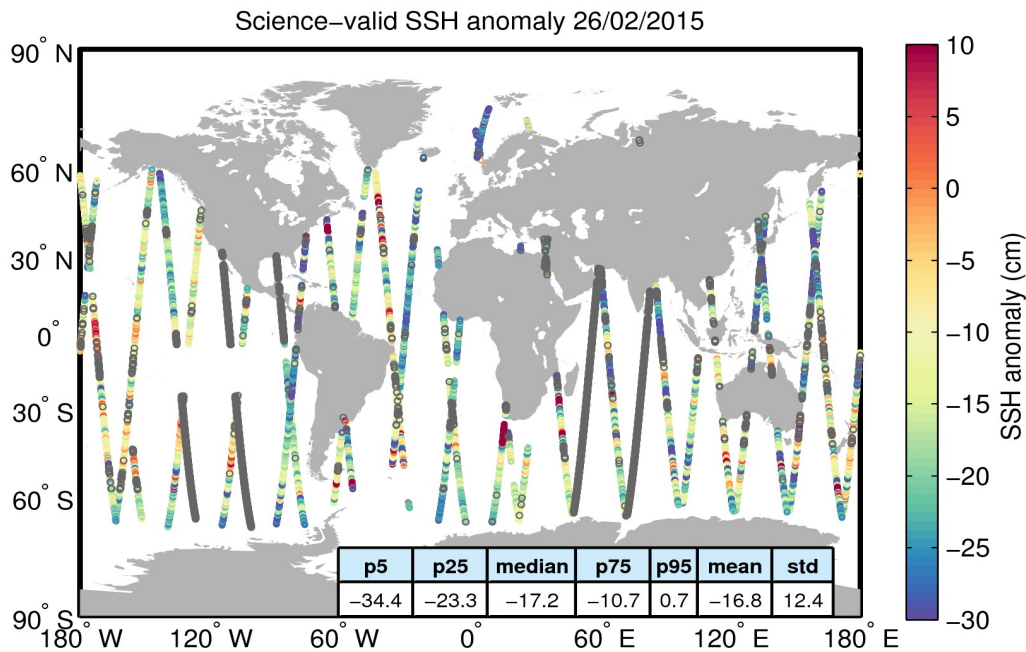 Science−valid SSH anomaly 26/02/2015
90° N
60° N
30° N
0°
30° S
60° S
90° S
180° W
120° W
60° W
0°
60° E
120° E
180° E
p5 p25 median p75 p95 mean std
−34.4 −23.3 −17.2 −10.7 0.7 −16.8 12.4
10
5
0
−5
−10
−15
−20
−25
−30
SSH anomaly (cm)